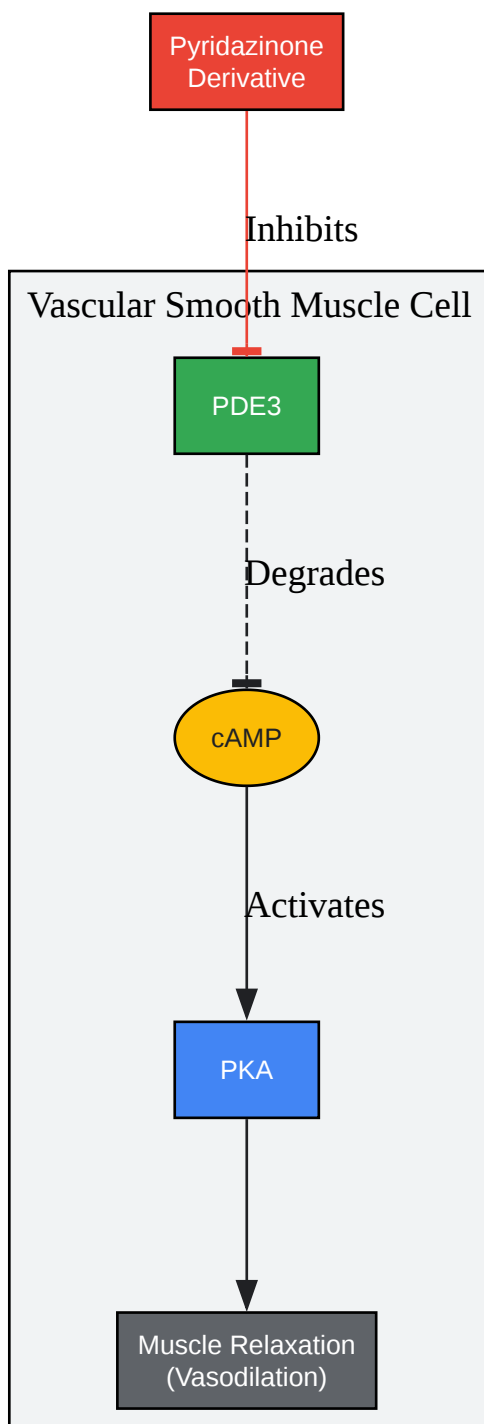 Pyridazinone
Derivative
Inhibits
Vascular Smooth Muscle Cell
PDE3
Degrades
cAMP
Activates
PKA
Muscle Relaxation
(Vasodilation)